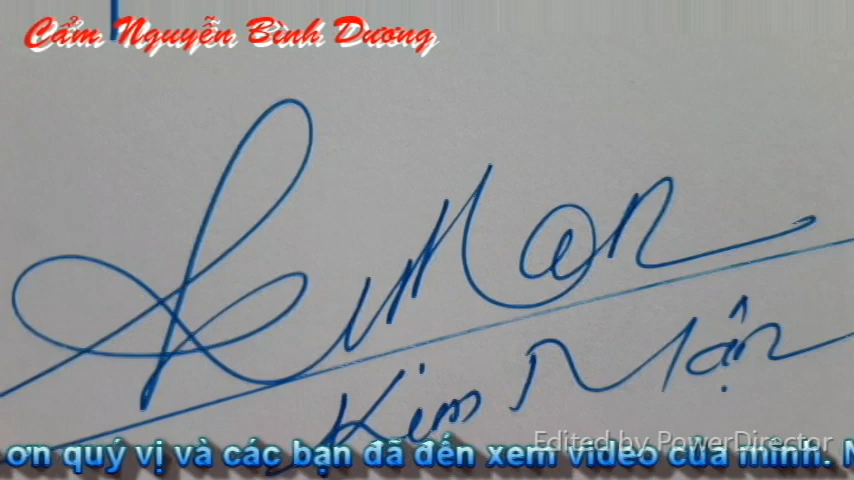 Cẩm Nguyễn Bình Dương
Kim Mận
Edited by PowerDirector
ơn quý vị và các bạn đã đến xem video của mình.